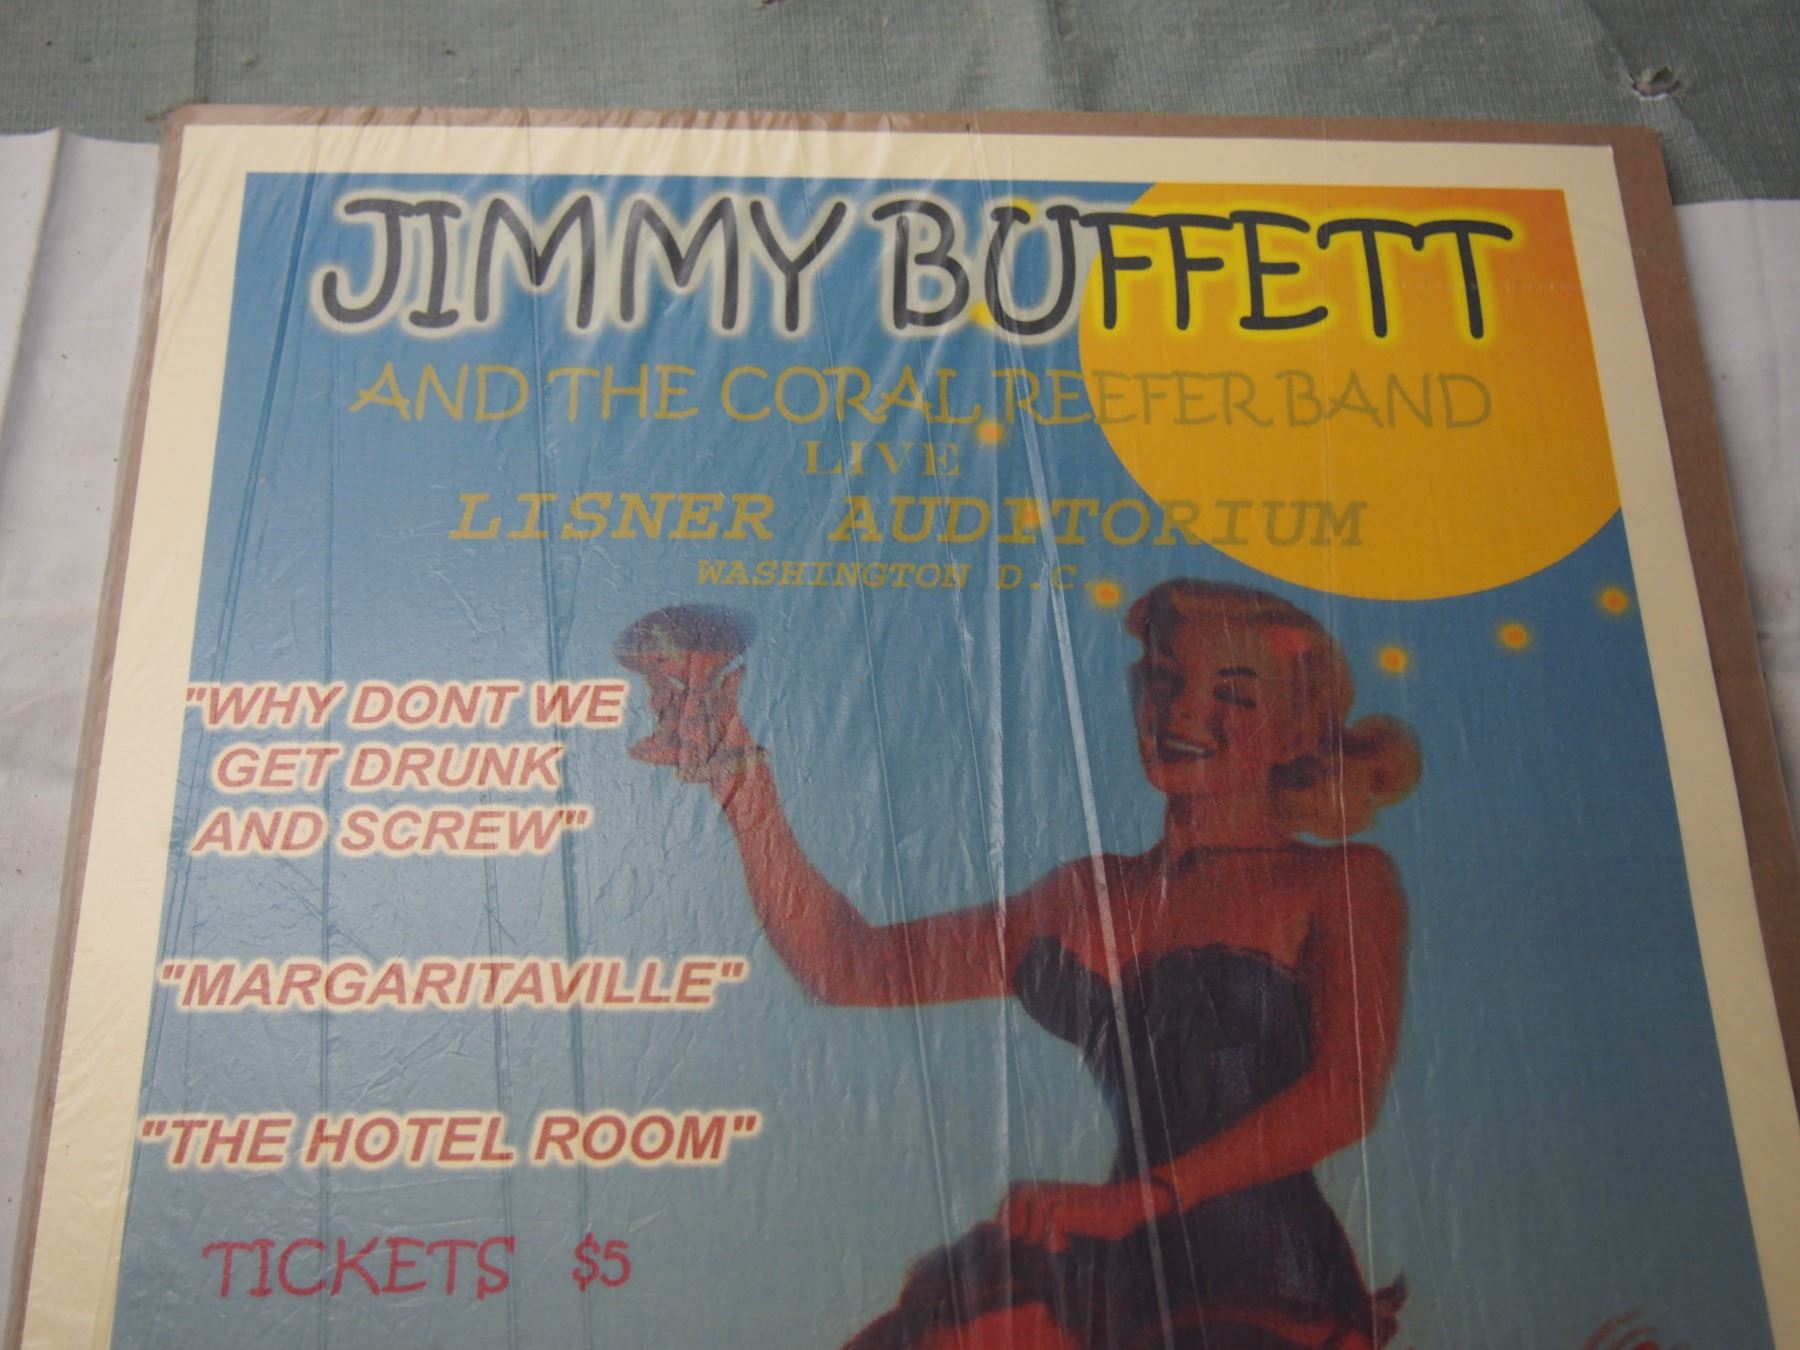 JIMMY BUFFETT
AND THE CORAL REEFER BAND
LIVE
LISNER AUDITORIUM
WASHINGTON D.C.
"WHY DONT WE
GET DRUNK
AND SCREW"
"MARGARITAVILLE"
"THE HOTEL ROOM"
TICKETS $5